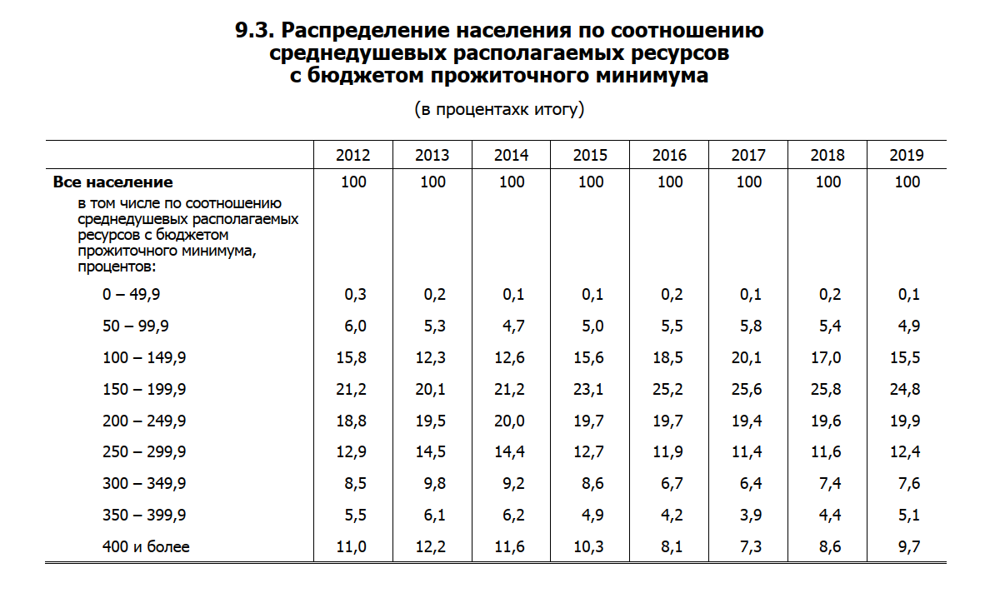 9.3. Распределение населения по соотношению
среднедушевых располагаемых ресурсов
с бюджетом прожиточного минимума
(в процентахк итогу)
2012 2013 2014 2015 2016 2017 2018 2019
Все население 100 100 100 100 100 100 100 100
в том числе по соотношению
среднедушевых располагаемых
ресурсов с бюджетом
прожиточного минимума,
процентов:
0 – 49,9 0,3 0,2 0,1 0,1 0,2 0,1 0,2 0,1
50 – 99,9 6,0 5,3 4,7 5,0 5,5 5,8 5,4 4,9
100 – 149,9 15,8 12,3 12,6 15,6 18,5 20,1 17,0 15,5
150 – 199,9 21,2 20,1 21,2 23,1 25,2 25,6 25,8 24,8
200 – 249,9 18,8 19,5 20,0 19,7 19,7 19,4 19,6 19,9
250 – 299,9 12,9 14,5 14,4 12,7 11,9 11,4 11,6 12,4
300 – 349,9 8,5 9,8 9,2 8,6 6,7 6,4 7,4 7,6
350 – 399,9 5,5 6,1 6,2 4,9 4,2 3,9 4,4 5,1
400 и более 11,0 12,2 11,6 10,3 8,1 7,3 8,6 9,7